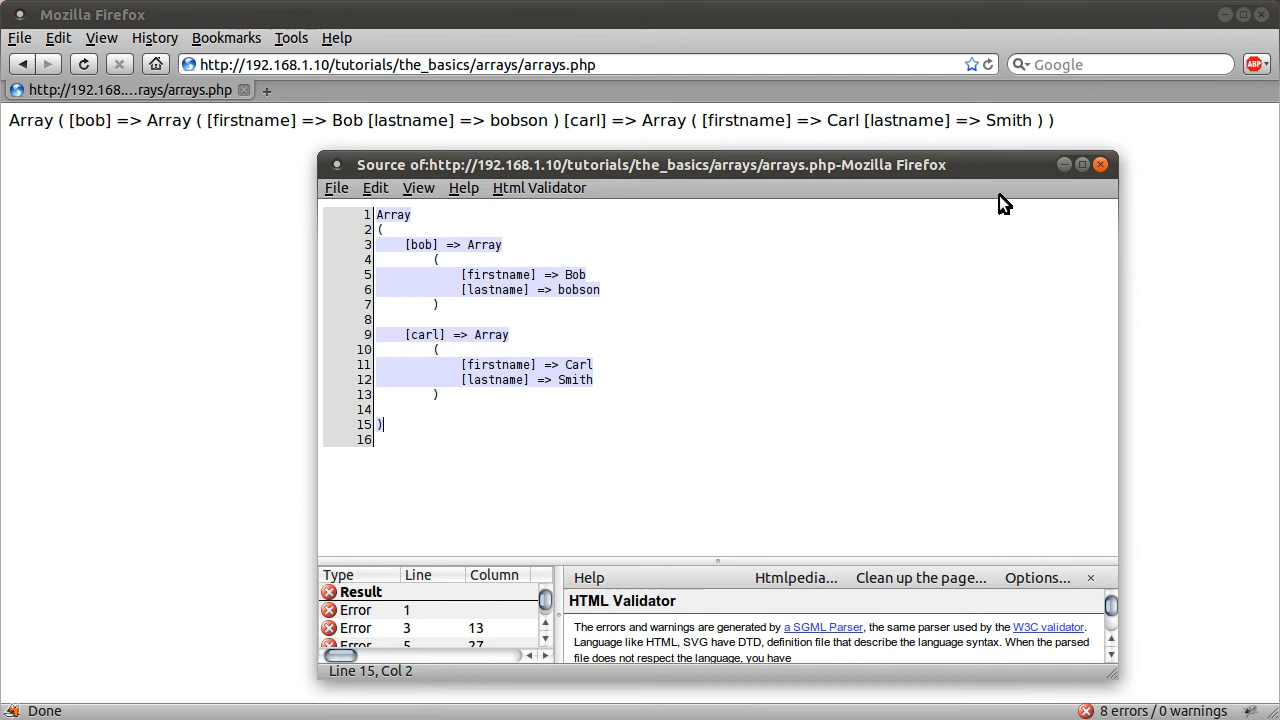 Mozilla Firefox
File Edit View History Bookmarks Tools Help
http://192.168.1.10/tutorials/the_basics/arrays/arrays.php
Google
ABP
http://192.168....rays/arrays.php
Array ( [bob] => Array ( [firstname] => Bob [lastname] => bobson ) [carl] => Array ( [firstname] => Carl [lastname] => Smith ) )
Source of:http://192.168.1.10/tutorials/the_basics/arrays/arrays.php-Mozilla Firefox
File Edit View Help Html Validator
1 Array
2 (
3 [bob] => Array
4 (
5 [firstname] => Bob
6 [lastname] => bobson
7 )
8
9 [carl] => Array
10 (
11 [firstname] => Carl
12 [lastname] => Smith
13 )
14
15 )
16
Type Line Column
Result
Error 1
Error 3 13
Error 5 27
Help Htmlpedia... Clean up the page... Options... ×
HTML Validator
The errors and warnings are generated by a SGML Parser, the same parser used by the W3C validator.
Language like HTML, SVG have DTD, definition file that describe the language syntax. When the parsed
file does not respect the language, you have
Line 15, Col 2
Done
8 errors / 0 warnings